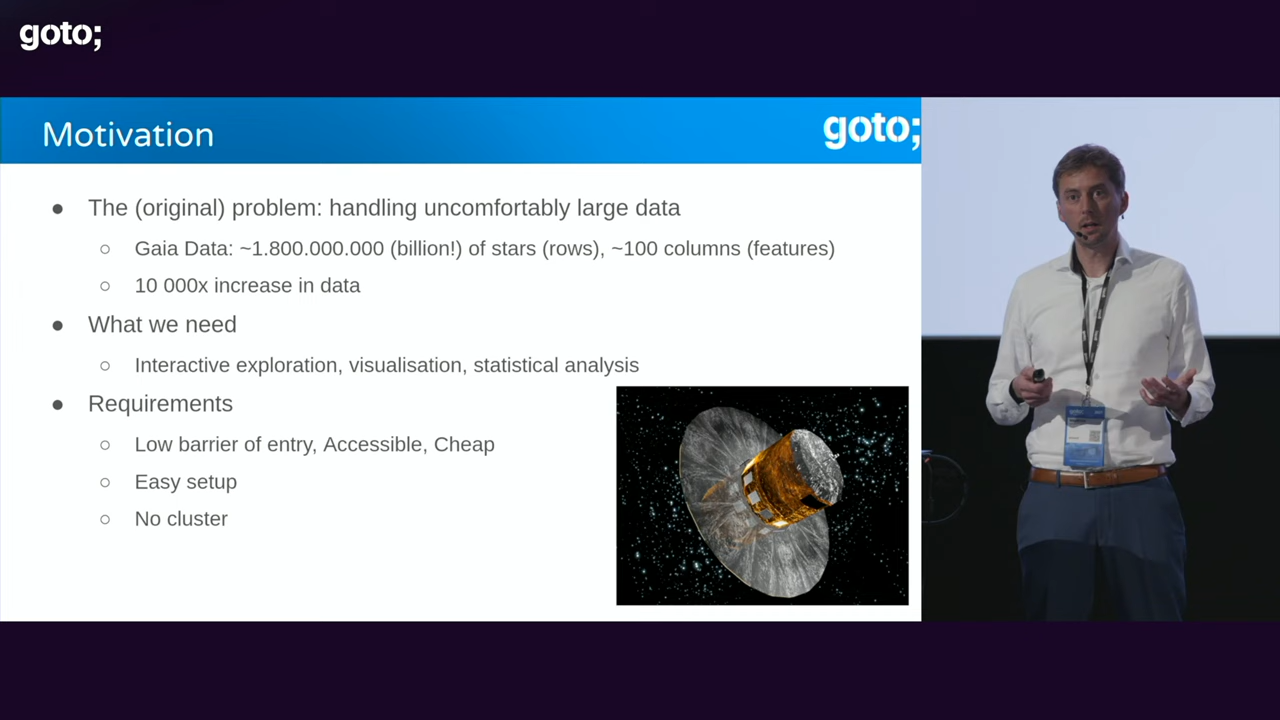 goto;
Motivation
goto;
● The (original) problem: handling uncomfortably large data
○ Gaia Data: ~1.800.000.000 (billion!) of stars (rows), ~100 columns (features)
○ 10 000x increase in data
● What we need
○ Interactive exploration, visualisation, statistical analysis
● Requirements
○ Low barrier of entry, Accessible, Cheap
○ Easy setup
○ No cluster